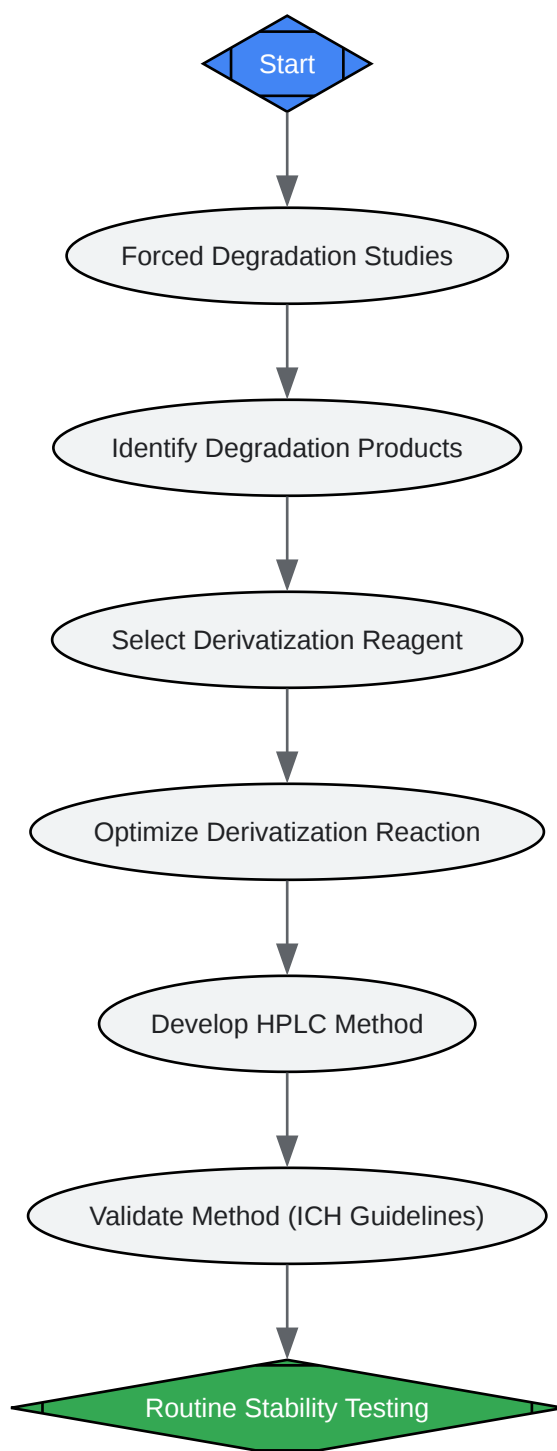 Start
Forced Degradation Studies
Identify Degradation Products
Select Derivatization Reagent
Optimize Derivatization Reaction
Develop HPLC Method
Validate Method (ICH Guidelines)
Routine Stability Testing